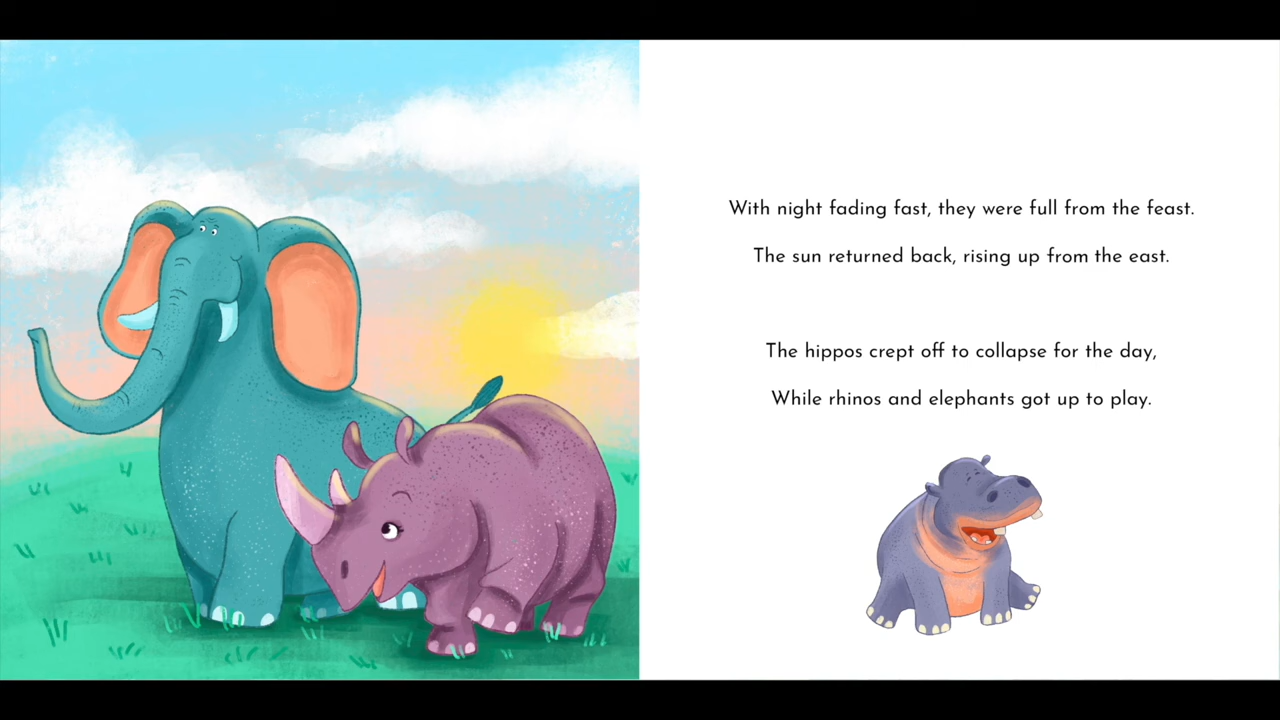 With night fading fast, they were full from the feast.
The sun returned back, rising up from the east.
The hippos crept off to collapse for the day,
While rhinos and elephants got up to play.